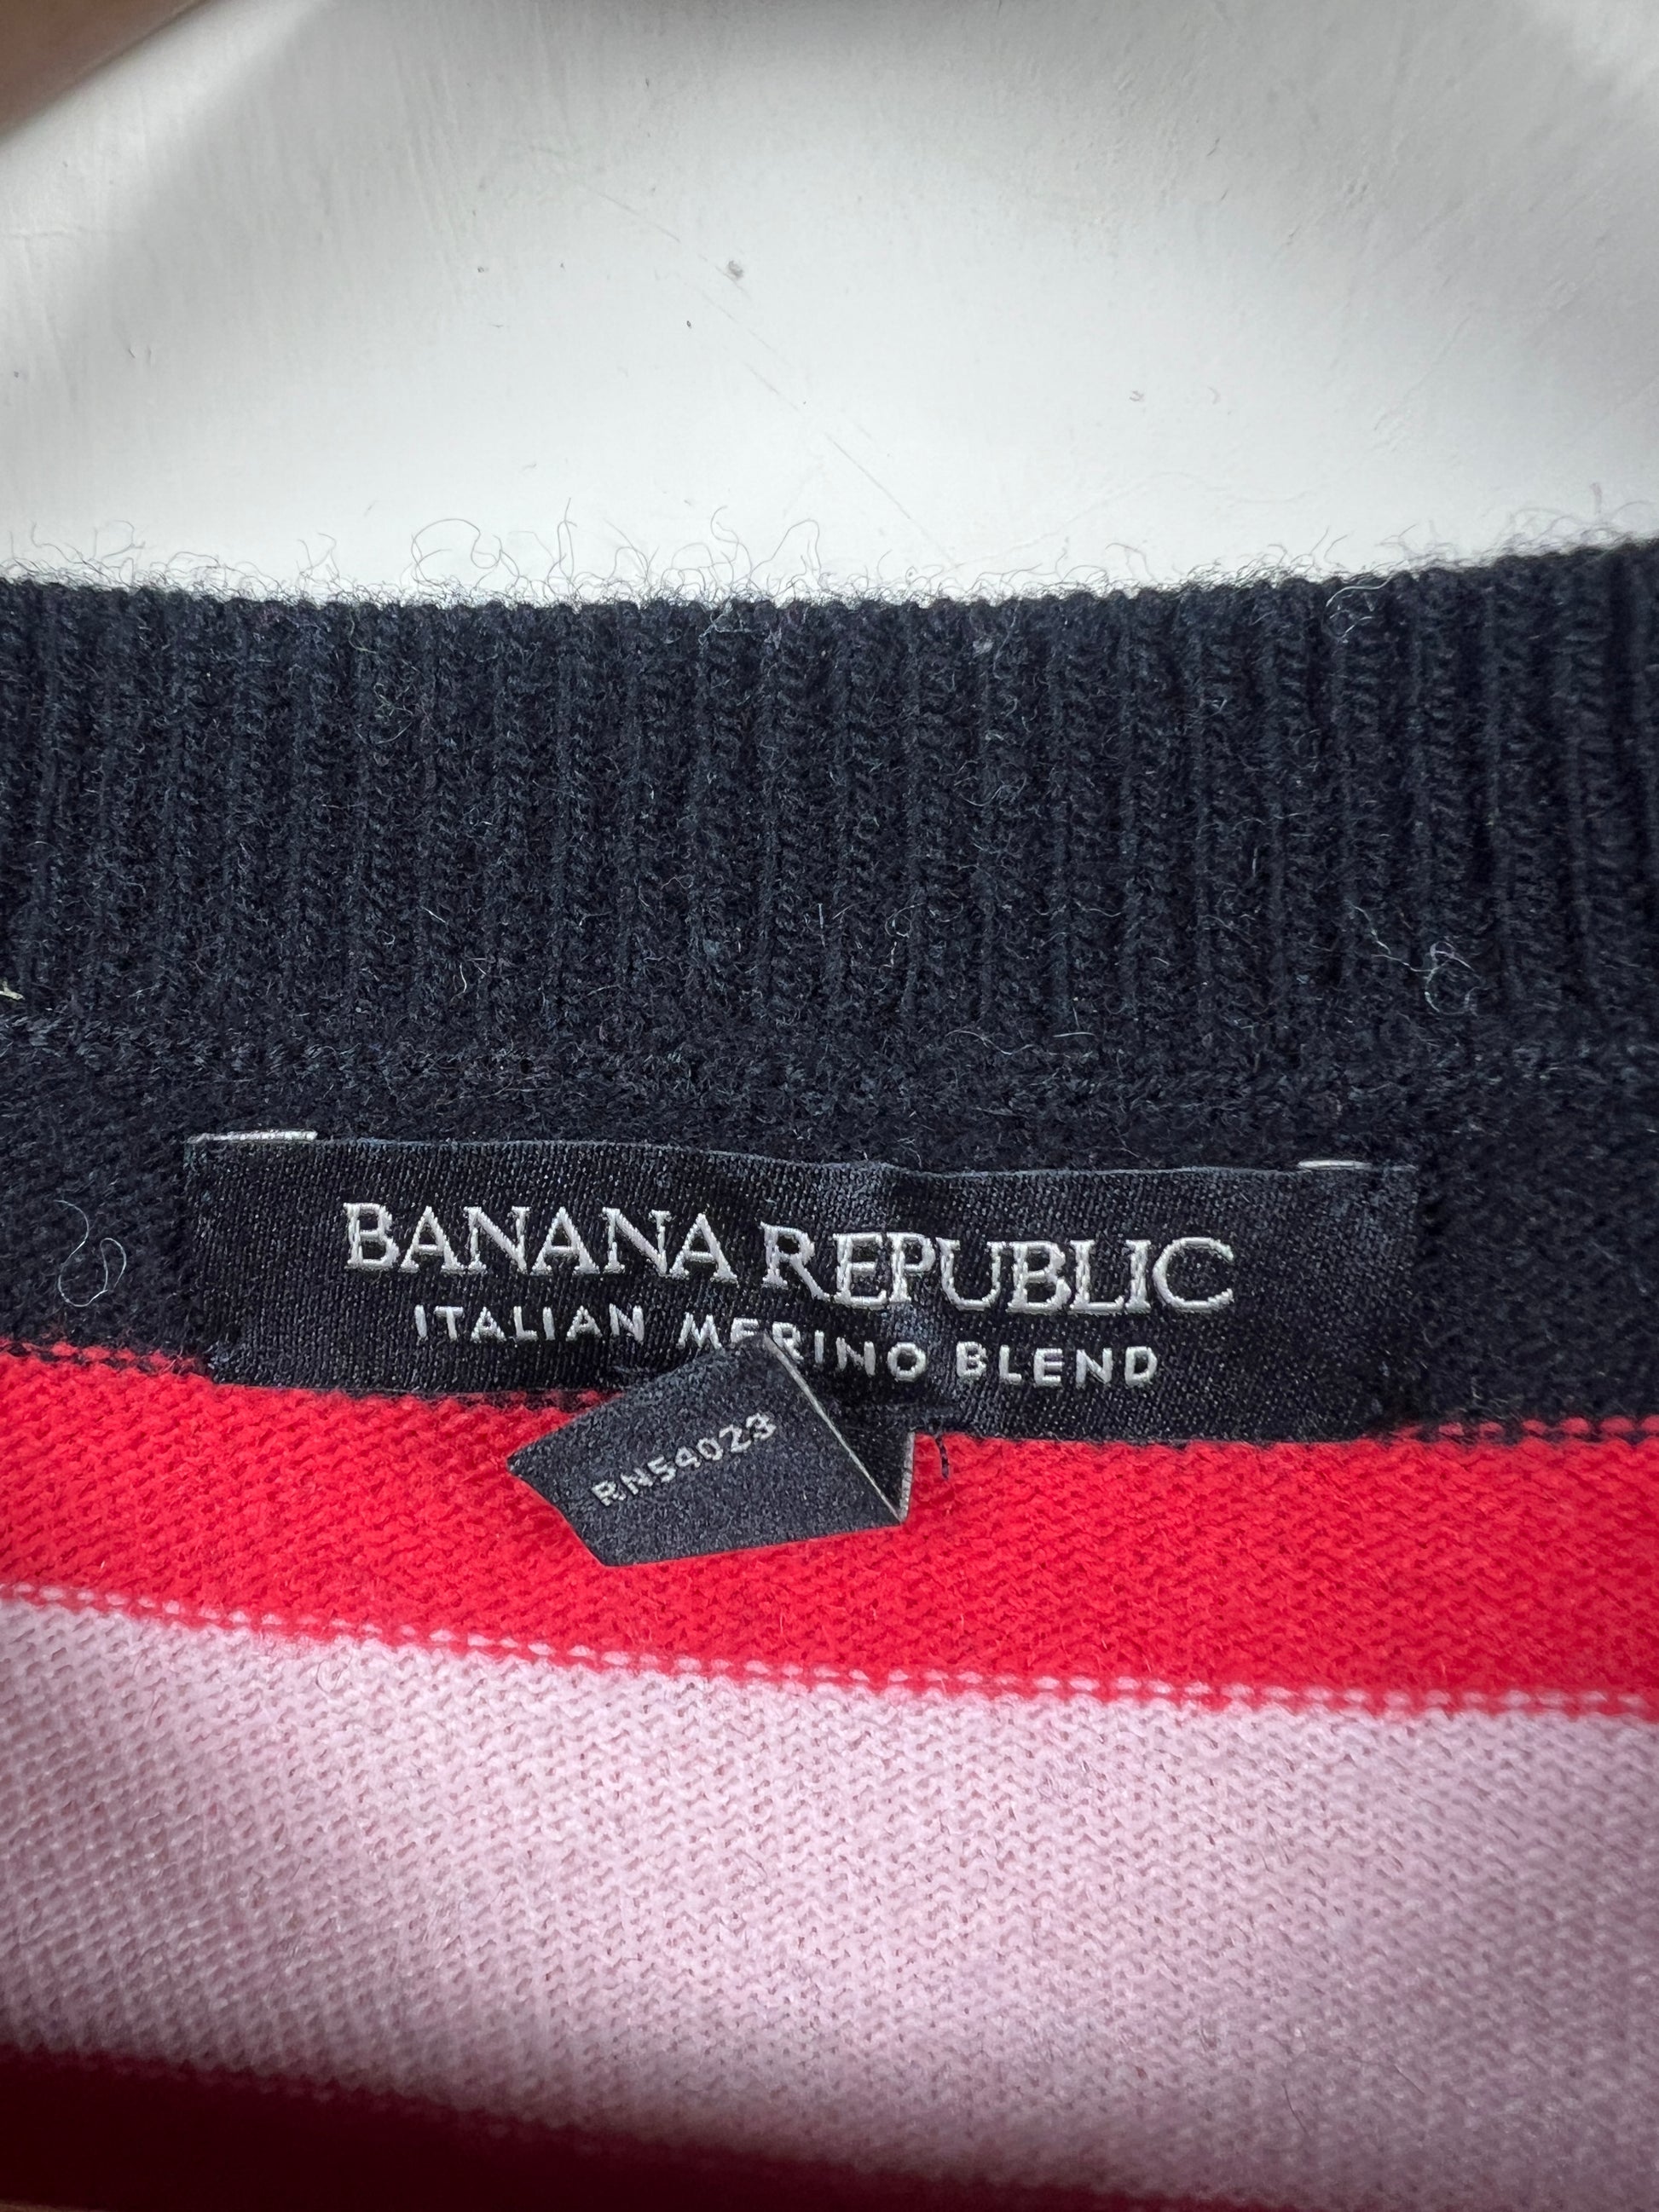 BANANA REPUBLIC
ITALIAN MERINO BLEND
RN54023